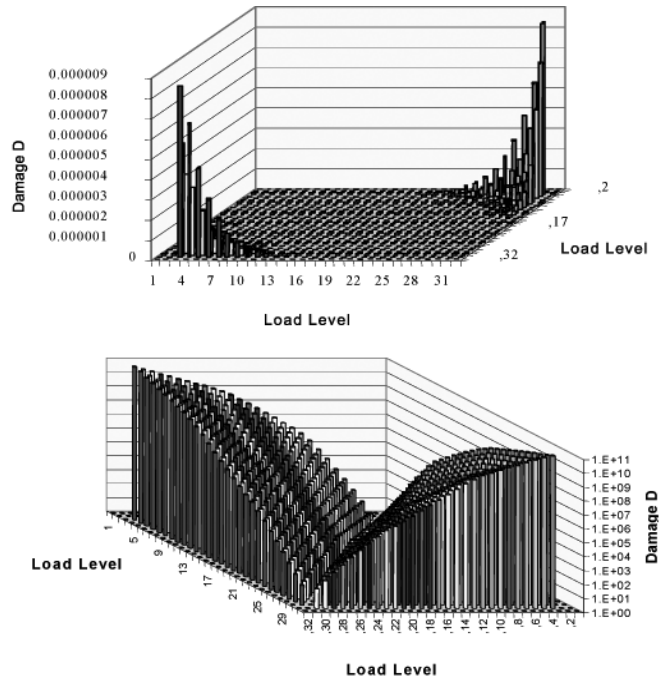 0,000009
0,000008
0,000007
0,000006
0,000005
0,000004
0,000003
0,000002
0,000001
0
Damage D
1 4 7 10 13 16 19 22 25 28 31
Load Level
,2
,17
,32
Load Level
1
5
9
13
17
21
25
29
Load Level
,32 ,30 ,28 ,26 ,24 ,22 ,20 ,18 ,16 ,14 ,12 ,10 ,8 ,6 ,4 ,2
Load Level
1.E+11
1.E+10
1.E+09
1.E+08
1.E+07
1.E+06
1.E+05
1.E+04
1.E+03
1.E+02
1.E+01
1.E+00
Damage D